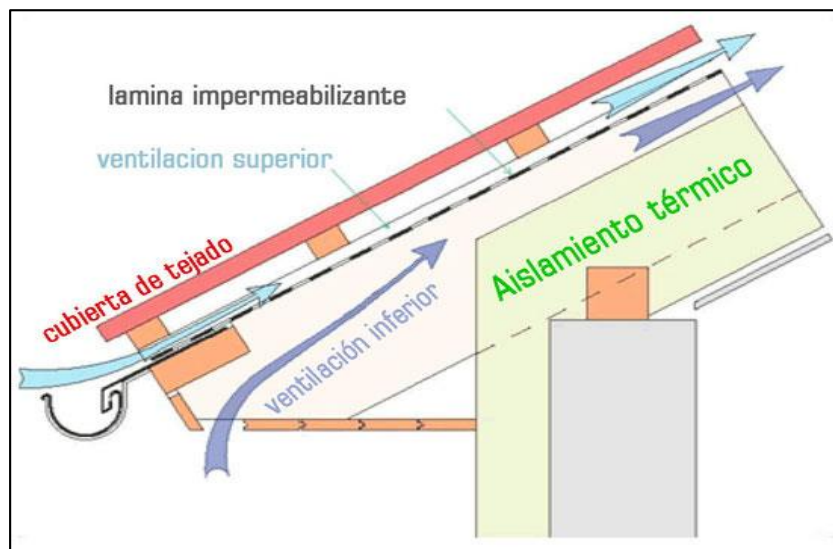 lamina impermeabilizante
ventilacion superior
cubierta de tejado
Aislamiento térmico
ventilación inferior